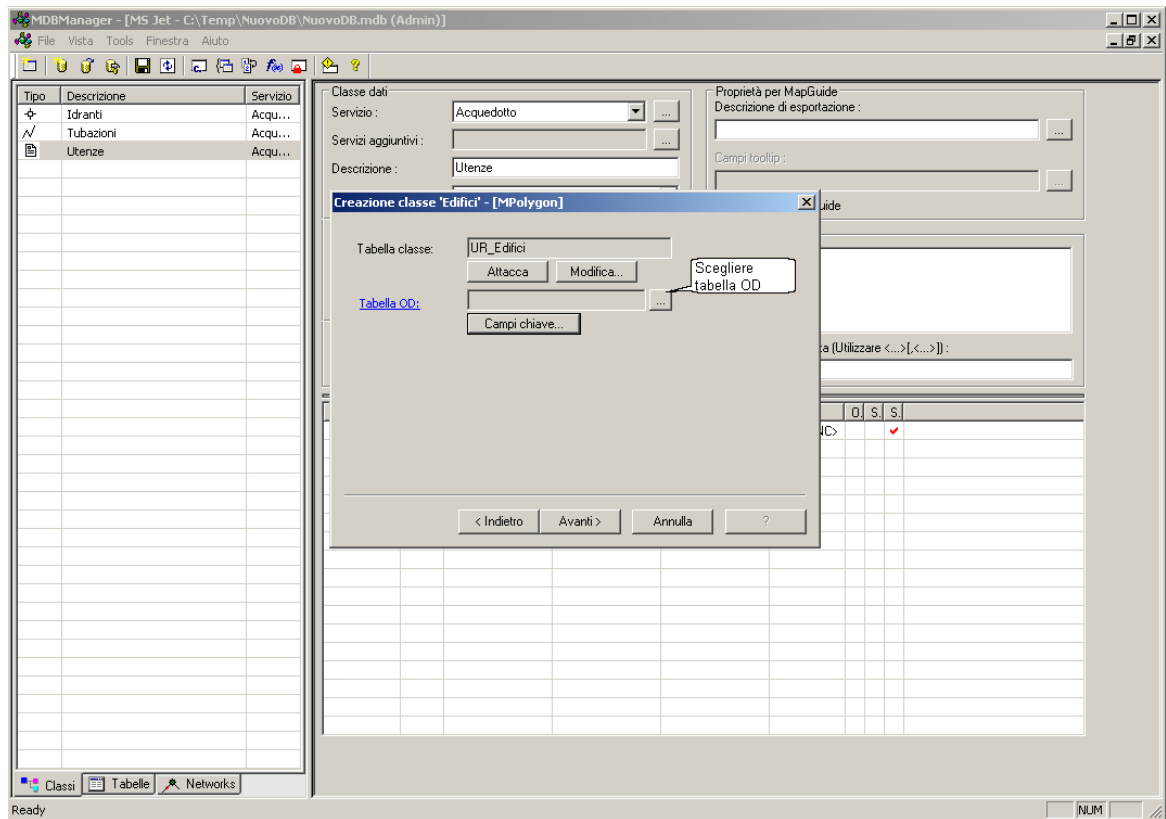 MDBManager - [MS Jet - C:\Temp\NuovoDB\NuovoDB.mdb (Admin)]
File Vista Tools Finestra Aiuto
Tipo Descrizione Servizio
Idranti Acqu...
Tubazioni Acqu...
Utenze Acqu...
Classe dati
Servizio : Acquedotto ...
Servizi aggiuntivi : ...
Descrizione : Utenze
Proprietà per MapGuide
Descrizione di esportazione :
...
Campi tooltip :
...
uide
Creazione classe 'Edifici' - [MPolygon]
Tabella classe: UR_Edifici
Attacca Modifica...
Scegliere
tabella OD
Tabella OD: ...
Campi chiave...
ta (Utilizzare <...>[,<...>]) :
O. S. S.
NC>
< Indietro Avanti > Annulla ?
Classi Tabelle Networks
Ready NUM